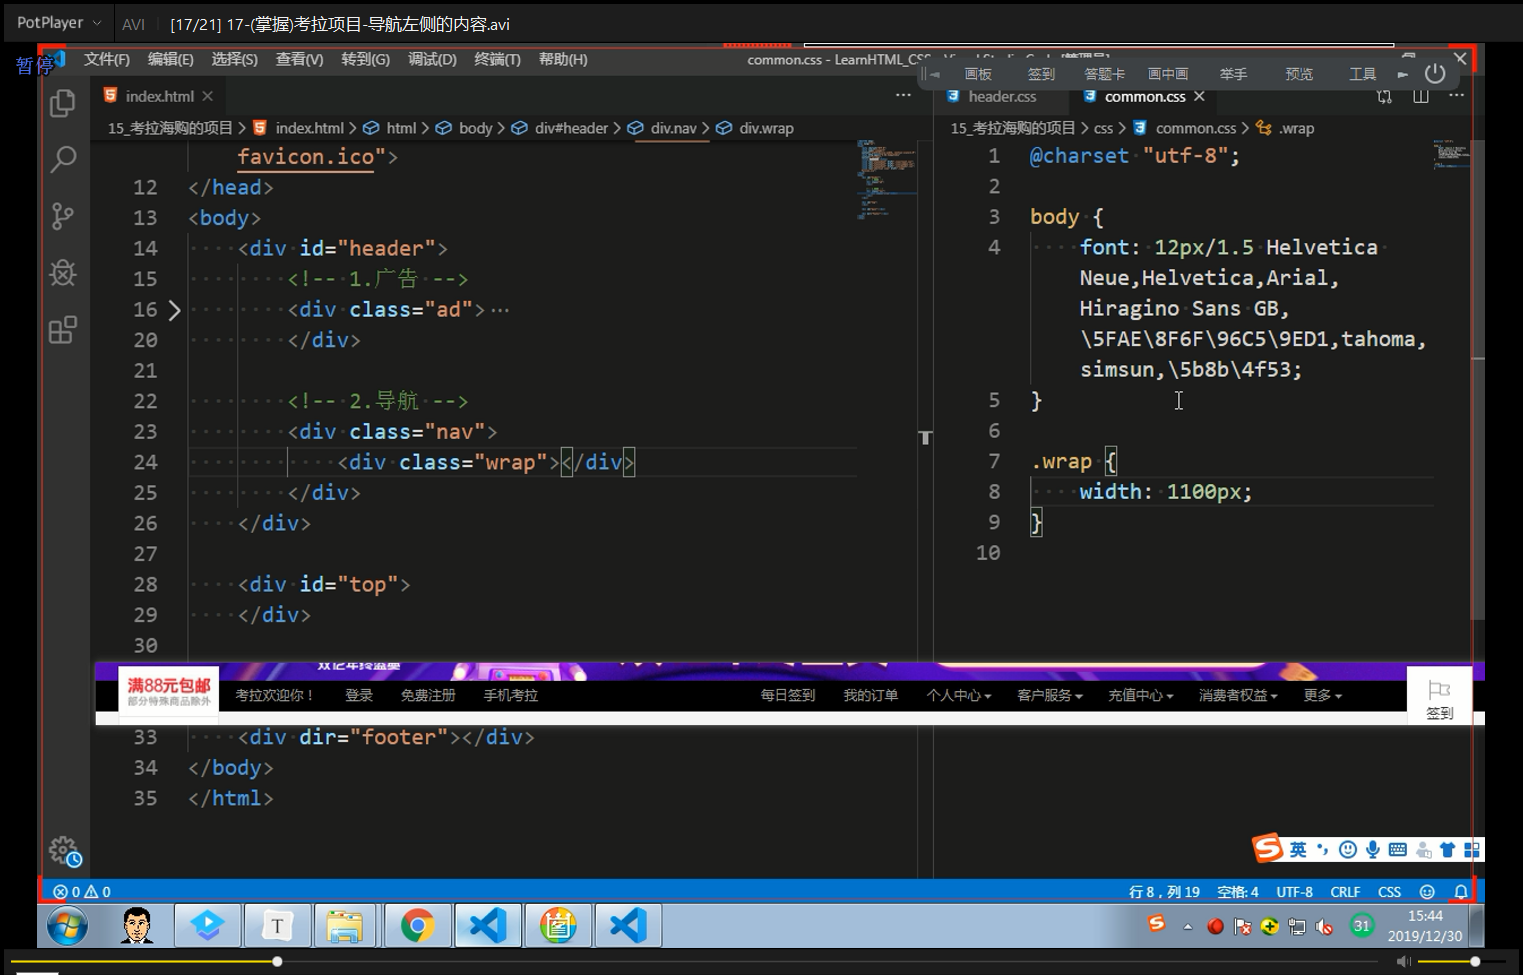 PotPlayer AVI [17/21] 17-(掌握)考拉项目-导航左侧的内容.avi
暂停
文件(F) 编辑(E) 选择(S) 查看(V) 转到(G) 调试(D) 终端(T) 帮助(H)
画板 签到 答题卡 画中画 举手 预览 工具
index.html
header.css common.css
15_考拉海购的项目 > index.html > html > body > div#header > div.nav > div.wrap
15_考拉海购的项目 > css > common.css > .wrap
favicon.ico">
12 </head>
13 <body>
14 ····<div·id="header">
15 ········<!--·1.广告·-->
16 ········<div·class="ad">···
20 ········</div>
21
22 ········<!--·2.导航·-->
23 ········<div·class="nav">
24 ············<div·class="wrap"></div>
25 ········</div>
26 ····</div>
27
28 ····<div·id="top">
29 ····</div>
30
33 ····<div·dir="footer"></div>
34 </body>
35 </html>
1 @charset·"utf-8";
2
3 body·{
4 ····font:·12px/1.5·Helvetica·
Neue,Helvetica,Arial,
Hiragino·Sans·GB,
\5FAE\8F6F\96C5\9ED1,tahoma,
simsun,\5b8b\4f53;
5 }
6
7 .wrap·{
8 ····width:·1100px;
9 }
10
满88元包邮
部分特殊商品除外
考拉欢迎你！ 登录 免费注册 手机考拉 每日签到 我的订单 个人中心 客户服务 充值中心 消费者权益 更多
签到
英
0 0 行 8，列 19 空格: 4 UTF-8 CRLF CSS
T
31
15:44
2019/12/30